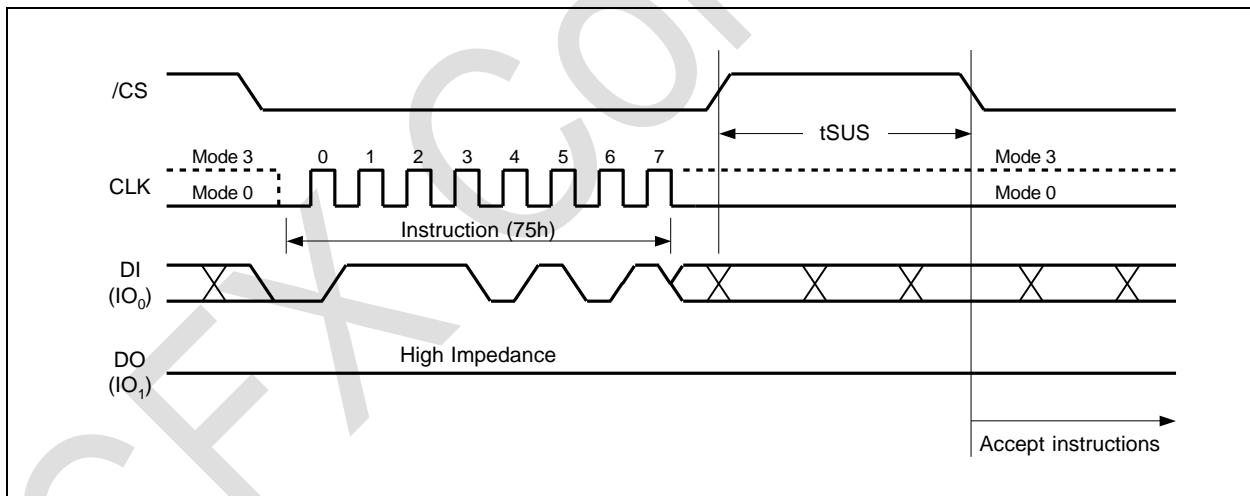 /CS
tSUS
Mode 3 0 1 2 3 4 5 6 7 Mode 3
CLK
Mode 0 Mode 0
Instruction (75h)
DI
(IO0)
High Impedance
DO
(IO1)
Accept instructions